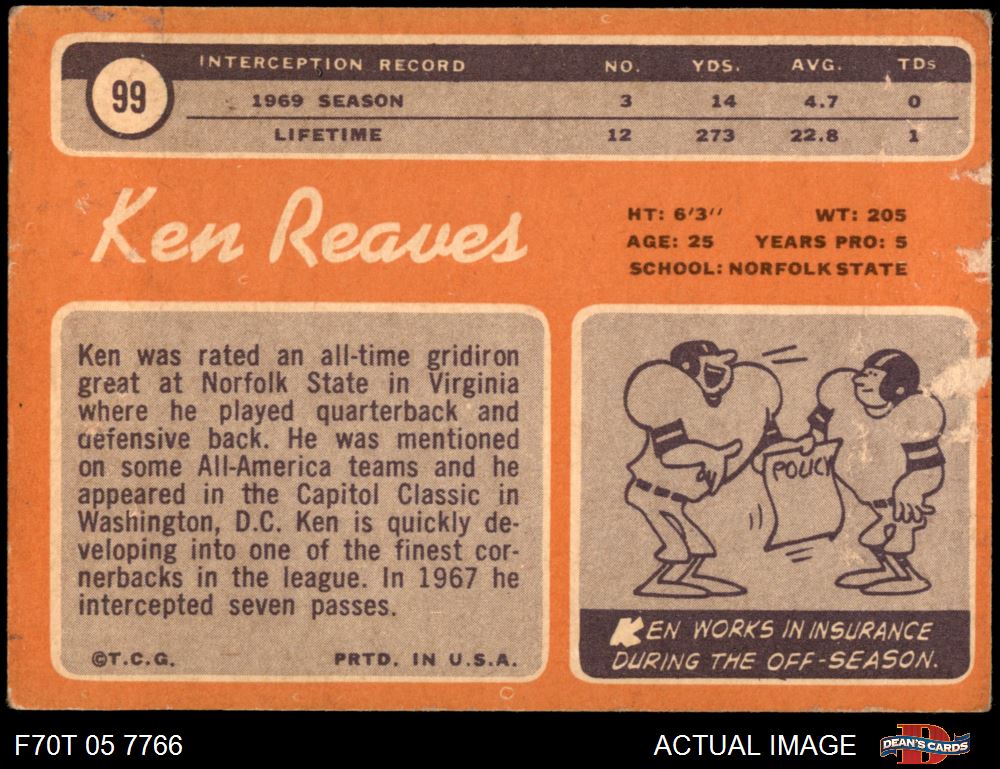 99
INTERCEPTION RECORD NO. YDS. AVG. TDs
1969 SEASON 3 14 4.7 0
LIFETIME 12 273 22.8 1
Ken Reaves
HT: 6'3" WT: 205
AGE: 25 YEARS PRO: 5
SCHOOL: NORFOLK STATE
Ken was rated an all-time gridiron
great at Norfolk State in Virginia
where he played quarterback and
defensive back. He was mentioned
on some All-America teams and he
appeared in the Capitol Classic in
Washington, D.C. Ken is quickly de-
veloping into one of the finest cor-
nerbacks in the league. In 1967 he
intercepted seven passes.
©T.C.G. PRTD. IN U.S.A.
POLICY
KEN WORKS IN INSURANCE
DURING THE OFF-SEASON.
F70T 05 7766 ACTUAL IMAGE D DEAN'S CARDS